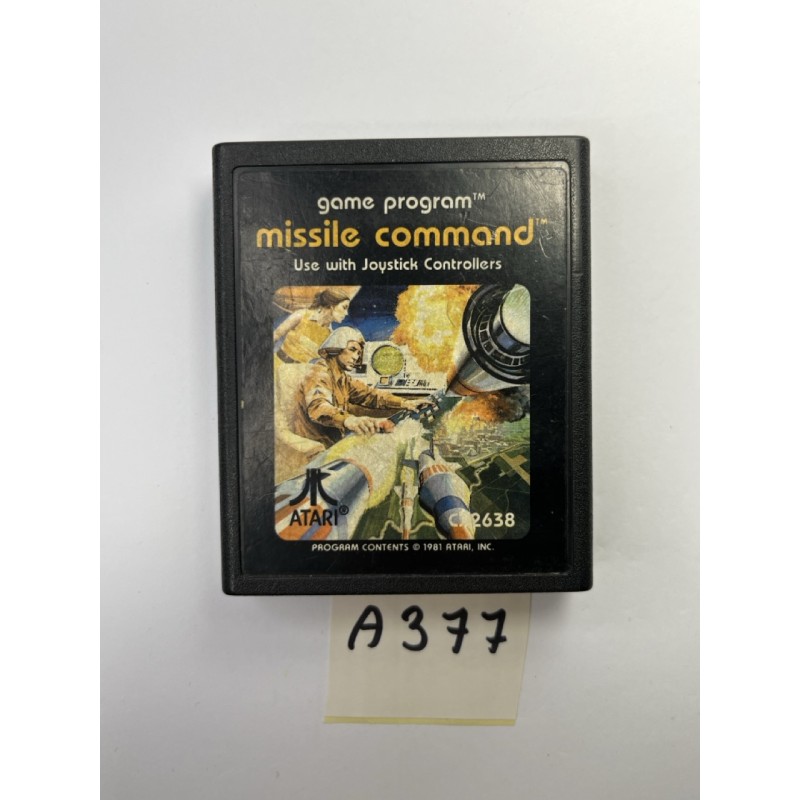 game program™
missile command™
Use with Joystick Controllers
ATARI®
CX2638
PROGRAM CONTENTS © 1981 ATARI, INC.
A377